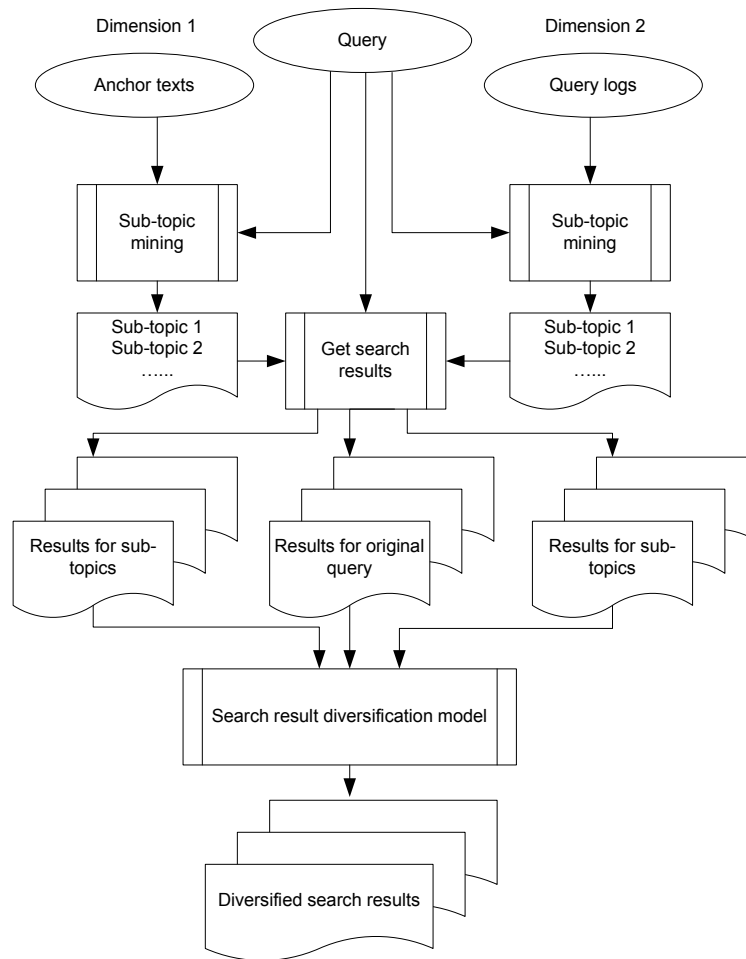 Dimension 1
Query
Dimension 2
Anchor texts
Query logs
Sub-topic
mining
Sub-topic
mining
Sub-topic 1
Sub-topic 2
…...
Get search
results
Sub-topic 1
Sub-topic 2
…...
Results for sub-
topics
Results for original
query
Results for sub-
topics
Search result diversification model
Diversified search results